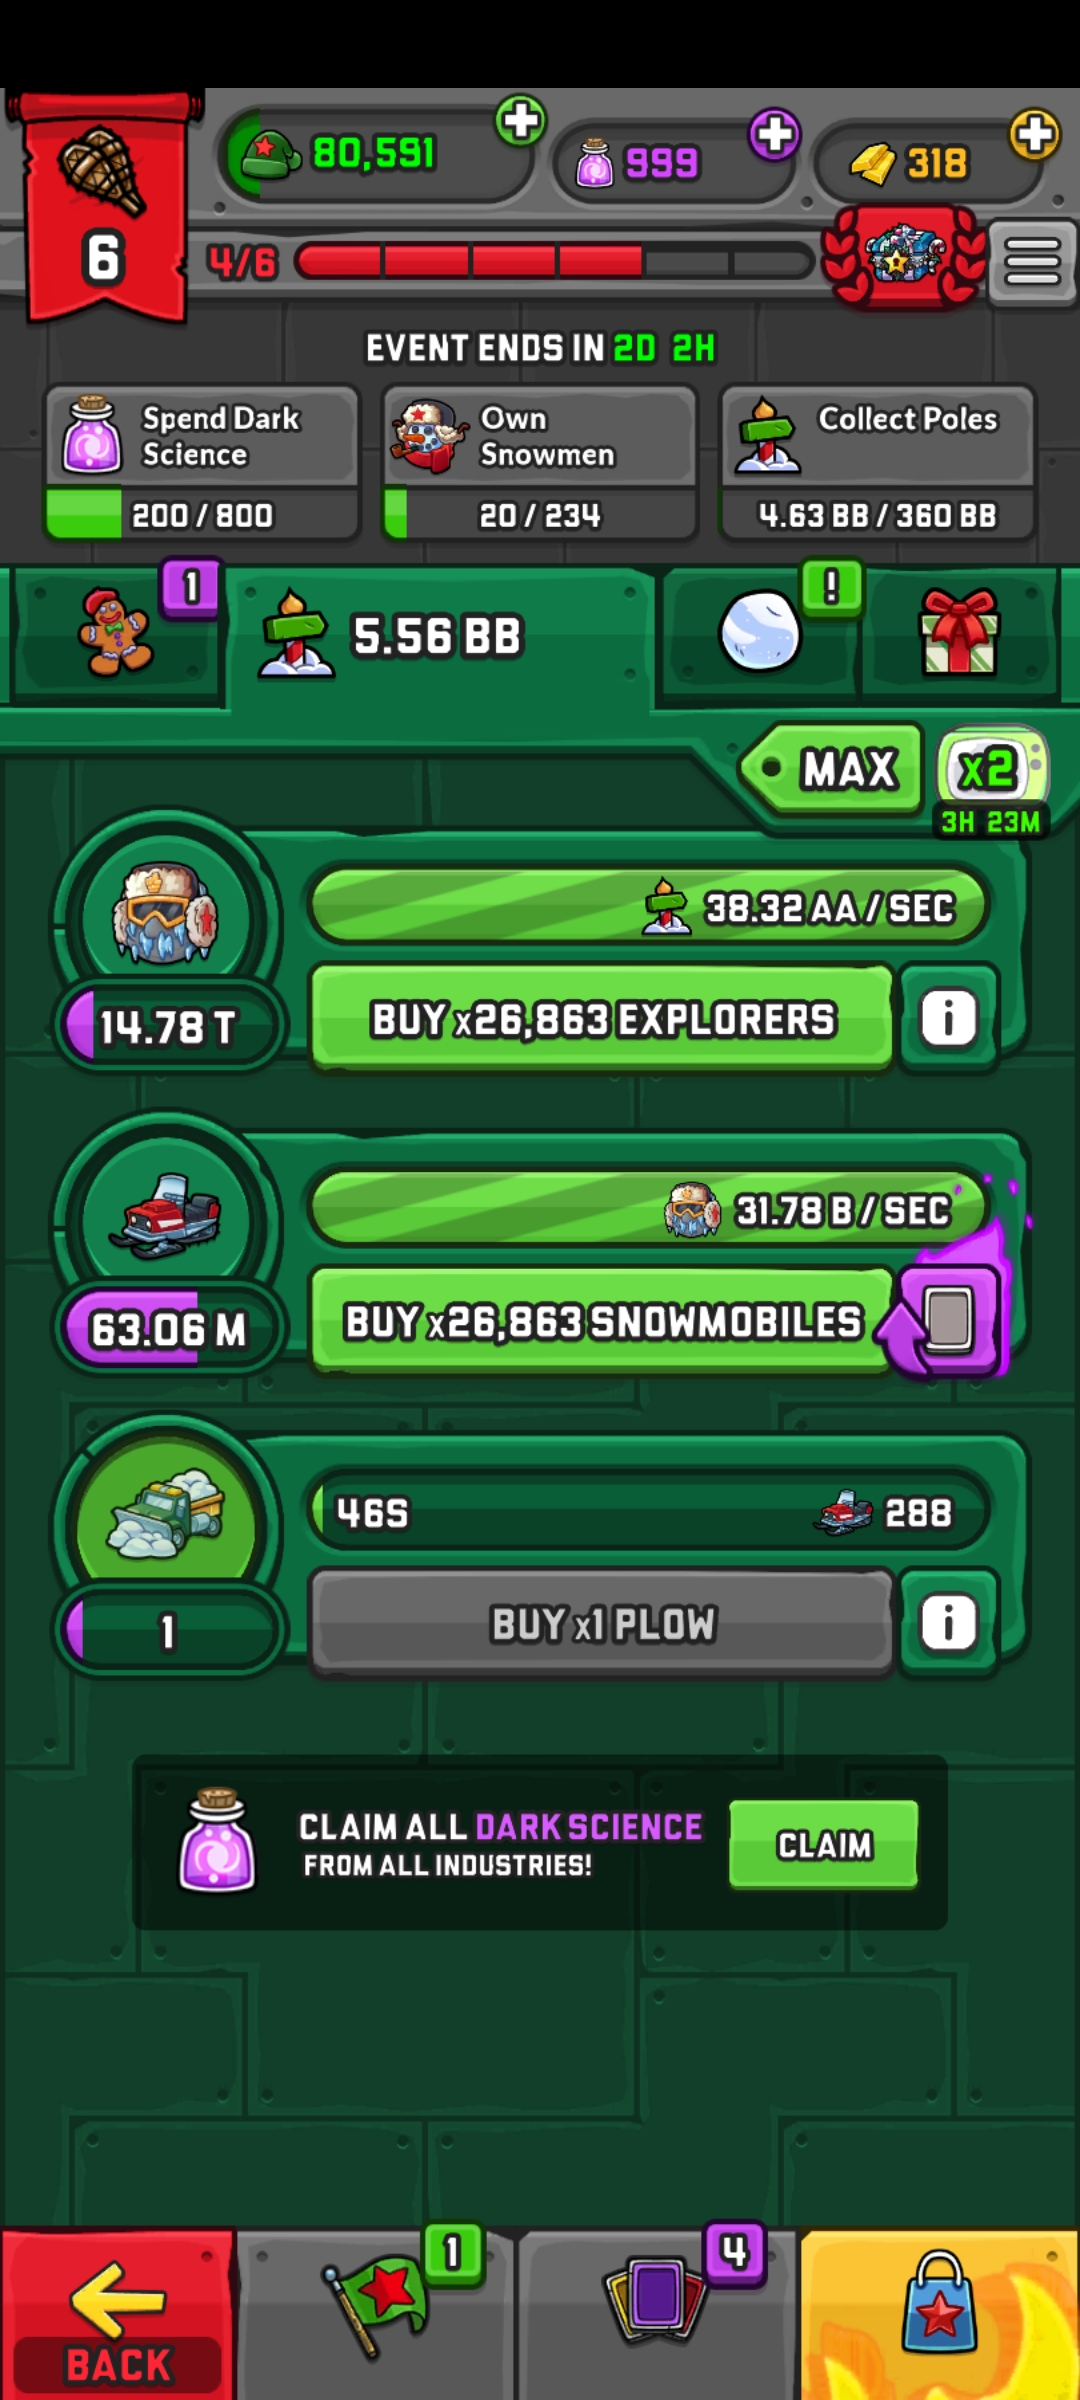 6
80,591
999
318
4/6
EVENT ENDS IN 2D 2H
Spend Dark
Science
200 / 800
Own
Snowmen
20 / 234
Collect Poles
4.63 BB / 360 BB
1
5.56 BB
!
MAX
x2
3H 23M
38.32 AA / SEC
14.78 T
BUY x26,863 EXPLORERS
i
31.78 B / SEC
63.06 M
BUY x26,863 SNOWMOBILES
46S
288
1
BUY x1 PLOW
i
CLAIM ALL DARK SCIENCE
FROM ALL INDUSTRIES!
CLAIM
BACK
1
4